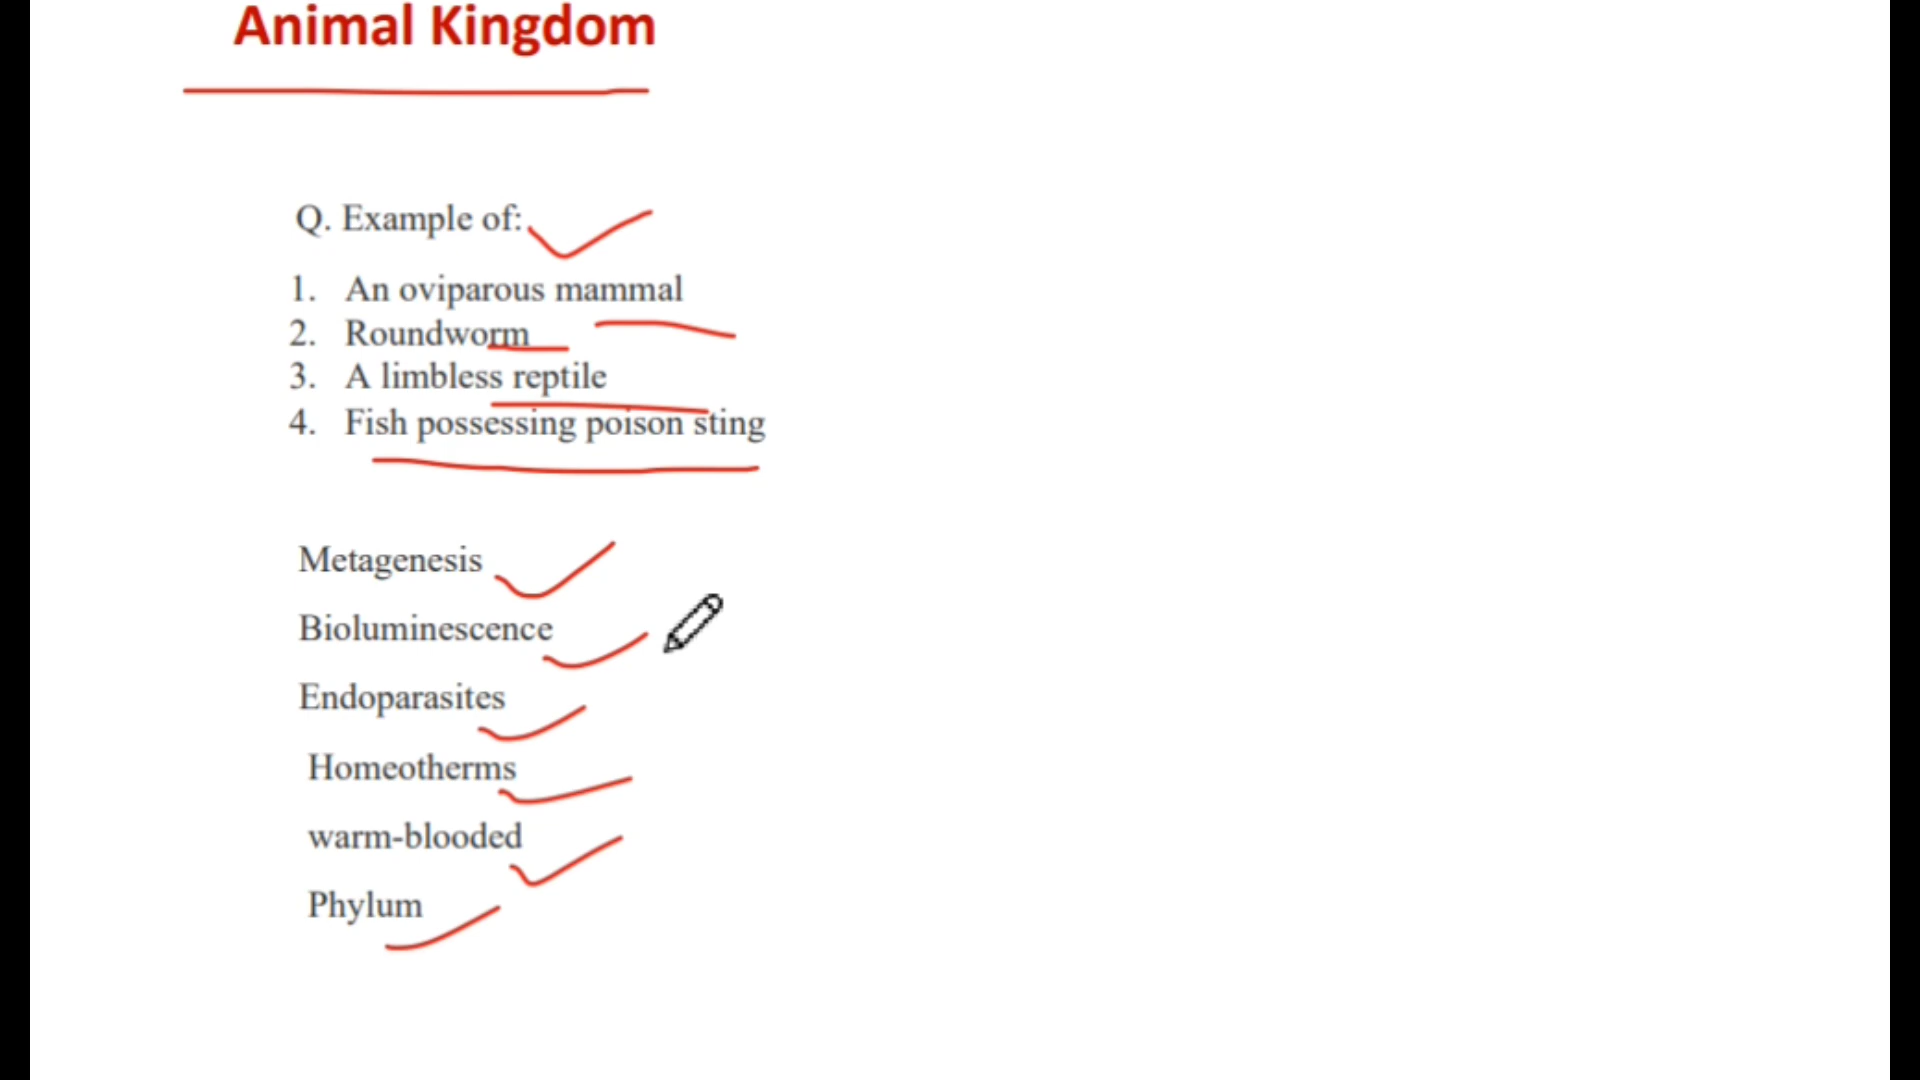 Animal Kingdom
Q. Example of:
1. An oviparous mammal
2. Roundworm
3. A limbless reptile
4. Fish possessing poison sting
Metagenesis
Bioluminescence
Endoparasites
Homeotherms
warm-blooded
Phylum